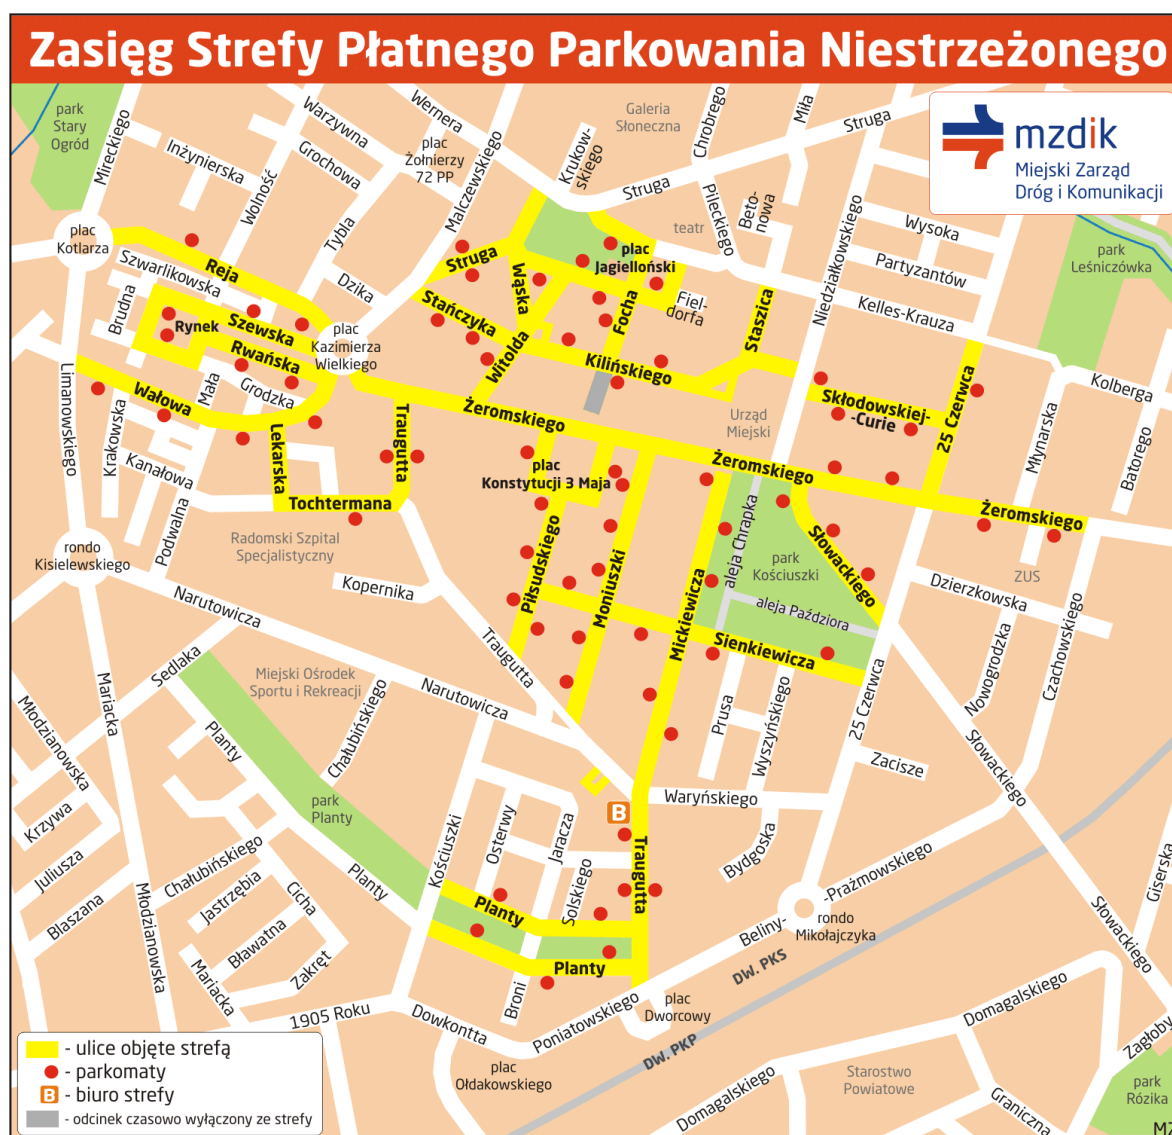 Zasięg Strefy Płatnego Parkowania Niestrzeżonego
mzdik
Miejski Zarząd
Dróg i Komunikacji
park
Stary
Ogród
Mireckiego
Warzywna
Wernera
Inżynierska
Grochowa
plac
Żołnierzy
72 PP
Malczewskiego
Krukow-
skiego
Galeria
Słoneczna
Chrobrego
Miła
Struga
Struga
Wolność
Tybla
plac
Kotlarza
Reja
Szwarlikowska
Dzika
Struga
Wąska
plac
Jagielloński
teatr
Pileckiego
Beto-
nowa
Niedziałkowskiego
Wysoka
Partyzantów
park
Leśniczówka
Brudna
Rynek
Szewska
Rwańska
plac
Kazimierza
Wielkiego
Stańczyka
Witolda
Focha
Fiel-
dorfa
Staszica
Kelles-Krauza
Kilińskiego
Limanowskiego
Wałowa
Mała
Grodzka
Krakowska
Lekarska
Traugutta
Żeromskiego
Urząd
Miejski
Skłodowskiej-
-Curie
25 Czerwca
Kolberga
Młynarska
Batorego
Kanałowa
Tochtermana
plac
Konstytucji 3 Maja
Żeromskiego
Żeromskiego
Podwalna
Radomski Szpital
Specjalistyczny
rondo
Kisielewskiego
Kopernika
Piłsudskiego
Moniuszki
Mickiewicza
aleja Chrapka
park
Kościuszki
aleja Paździora
Słowackiego
ZUS
Dzierzkowska
Narutowicza
Traugutta
Sienkiewicza
Nowogrodzka
Czachowskiego
Sedlaka
Mariacka
Miejski Ośrodek
Sportu i Rekreacji
Narutowicza
Prusa
Wyszyńskiego
25 Czerwca
Młodzianowska
Planty
Chałubińskiego
Zacisze
Słowackiego
Krzywa
park
Planty
Kościuszki
Osterwy
Jaracza
B
Waryńskiego
Bydgoska
Juliusza
Chałubińskiego
Planty
Traugutta
Giserska
Blaszana
Młodzianowska
Jastrzębia
Cicha
Planty
Solskiego
Beliny-
-Prażmowskiego
rondo
Mikołajczyka
Słowackiego
Bławatna
Mariacka
Zakręt
Planty
Broni
DW. PKS
1905 Roku
Dowkontta
Poniatowskiego
plac
Dworcowy
Domagalskiego
DW. PKP
plac
Ołdakowskiego
Domagalskiego
Starostwo
Powiatowe
Zagłoby
Graniczna
park
Rózika
- ulice objęte strefą
- parkomaty
B - biuro strefy
- odcinek czasowo wyłączony ze strefy